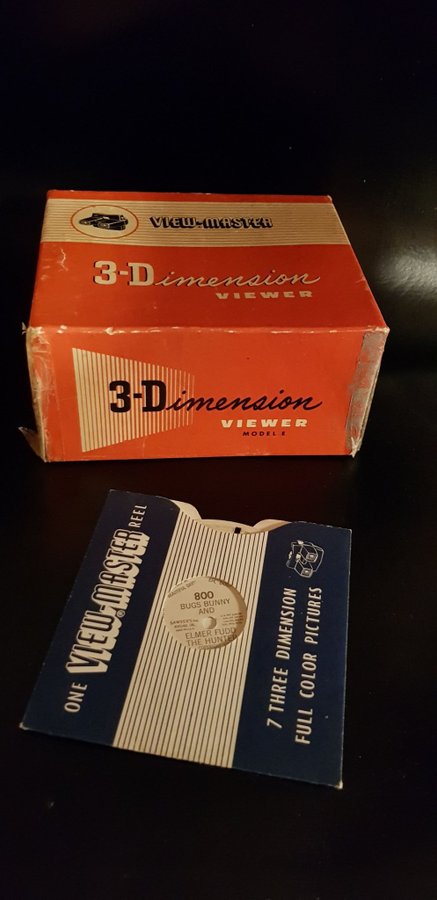 VIEW-MASTER
3-Dimension
VIEWER
3-Dimension
VIEWER
MODEL E
ONE VIEW-MASTER® REEL
800
BUGS BUNNY
AND
SAWYER'S INC.
ELMER FUDD
THE HUNTER
7 THREE DIMENSION
FULL COLOR PICTURES